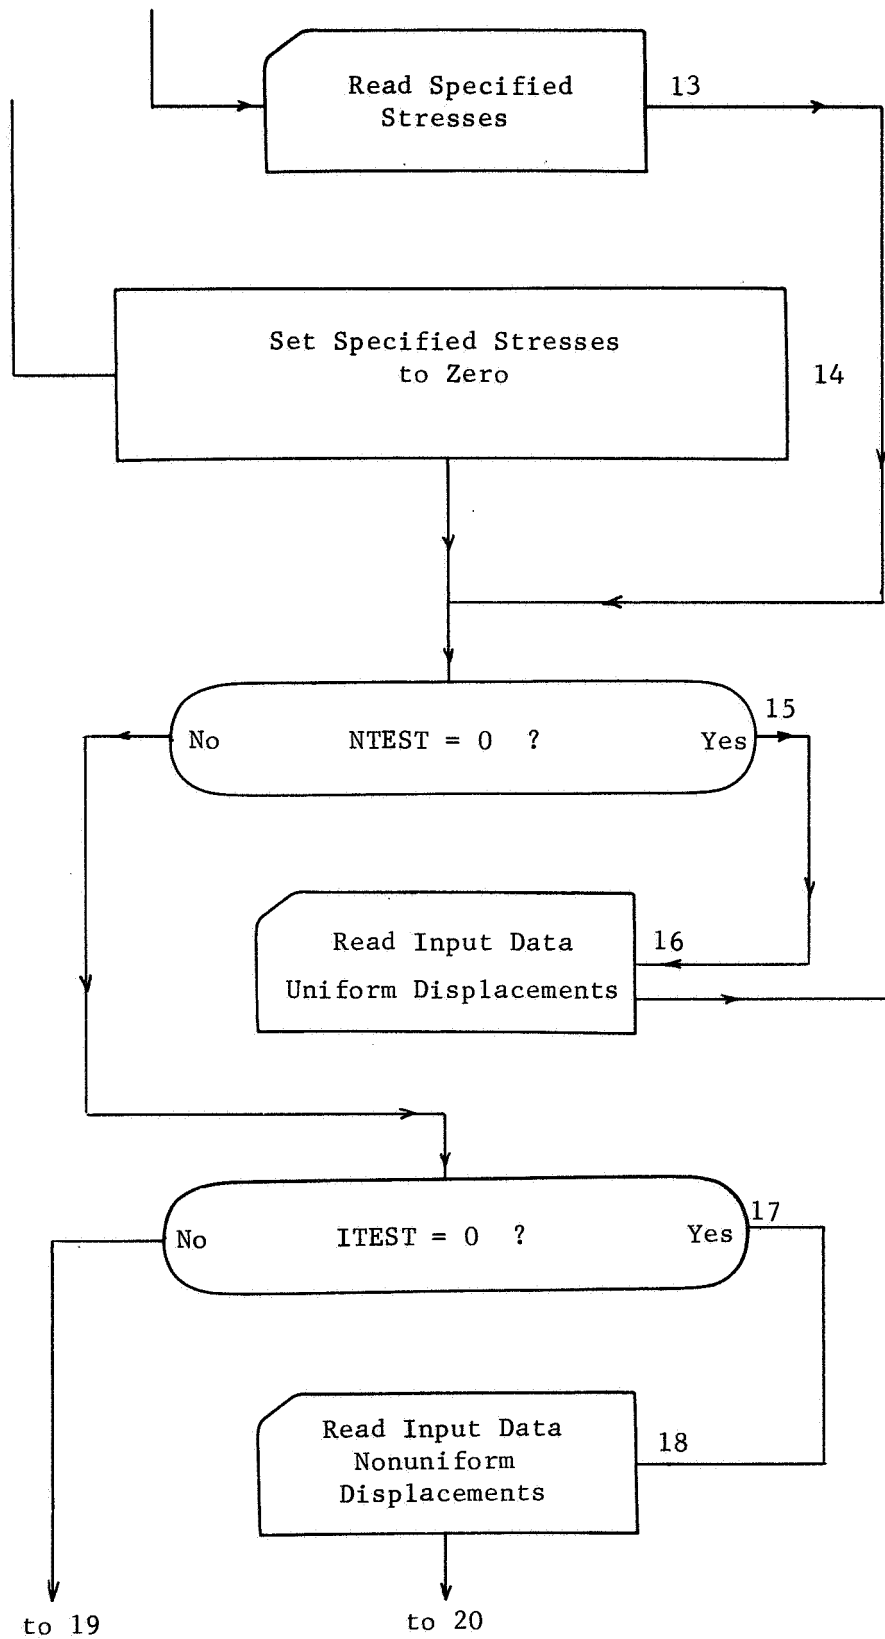 Read Specified
Stresses
13
Set Specified Stresses
to Zero
14
15
No NTEST = 0 ? Yes
Read Input Data
Uniform Displacements
16
17
No ITEST = 0 ? Yes
Read Input Data
Nonuniform
Displacements
18
to 19
to 20